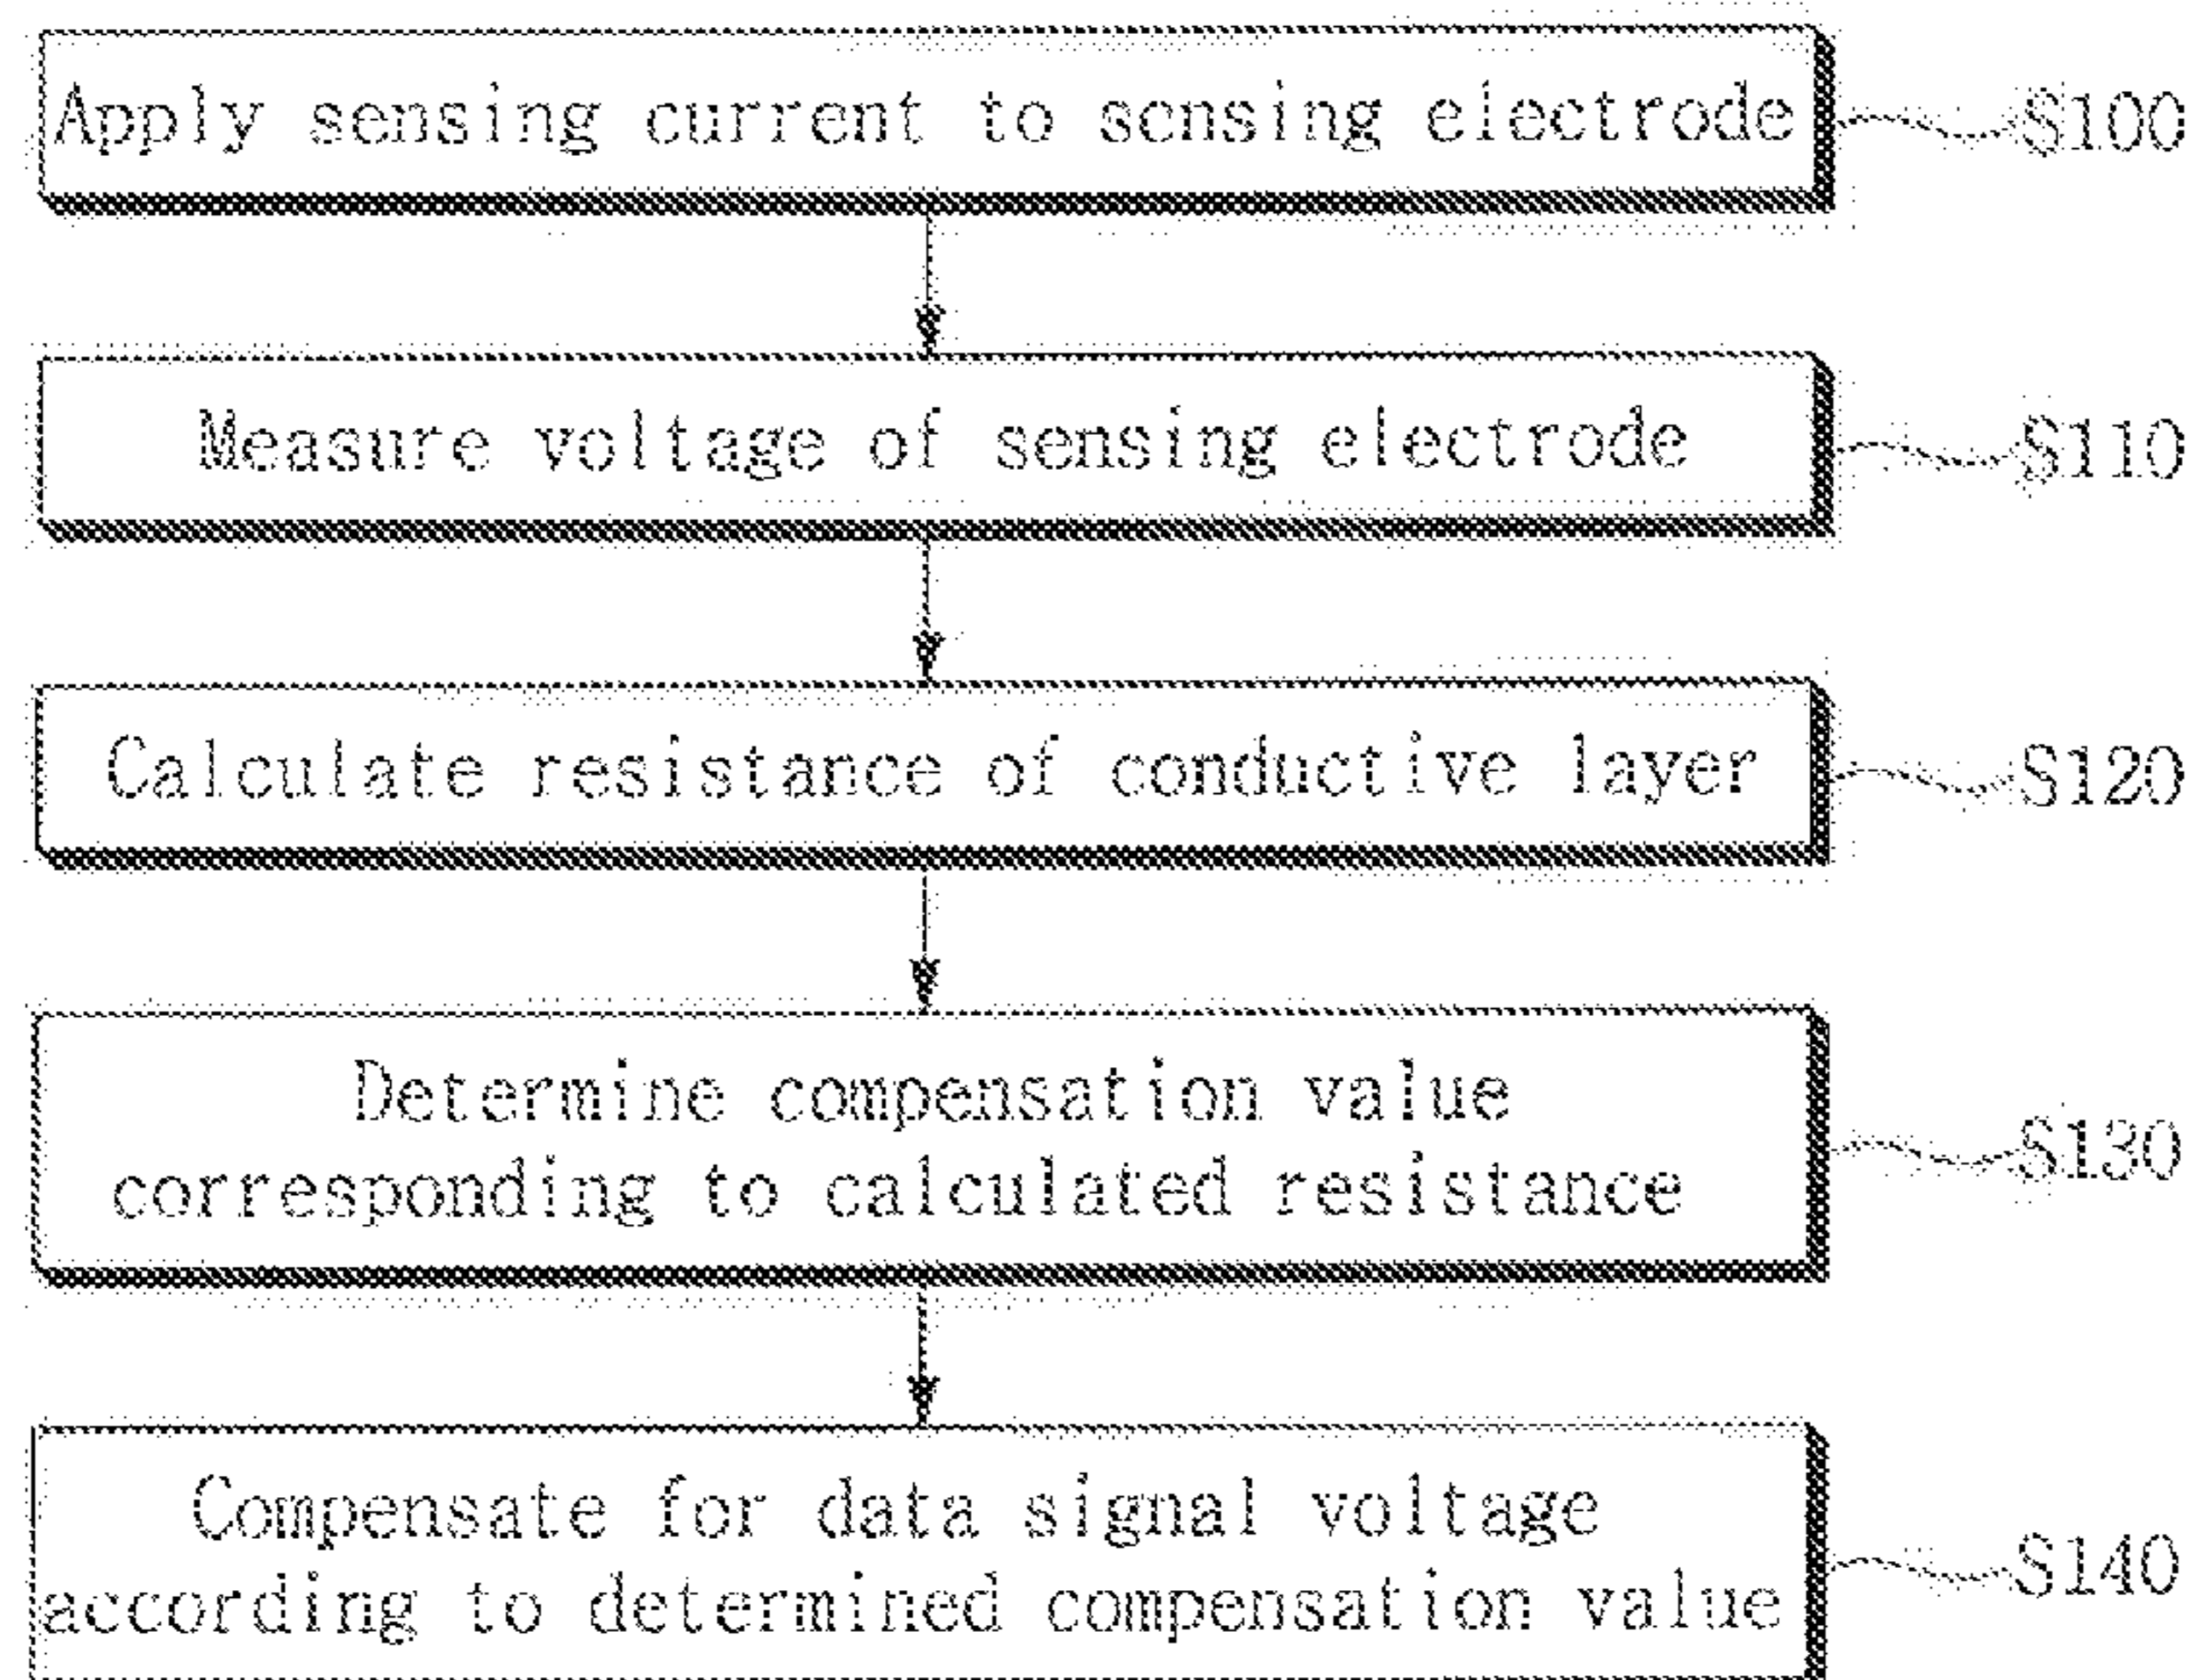 Apply sensing current to sensing electrode
S100
Measure voltage of sensing electrode
S110
Calculate resistance of conductive layer
S120
Determine compensation value
corresponding to calculated resistance
S130
Compensate for data signal voltage
according to determined compensation value
S140